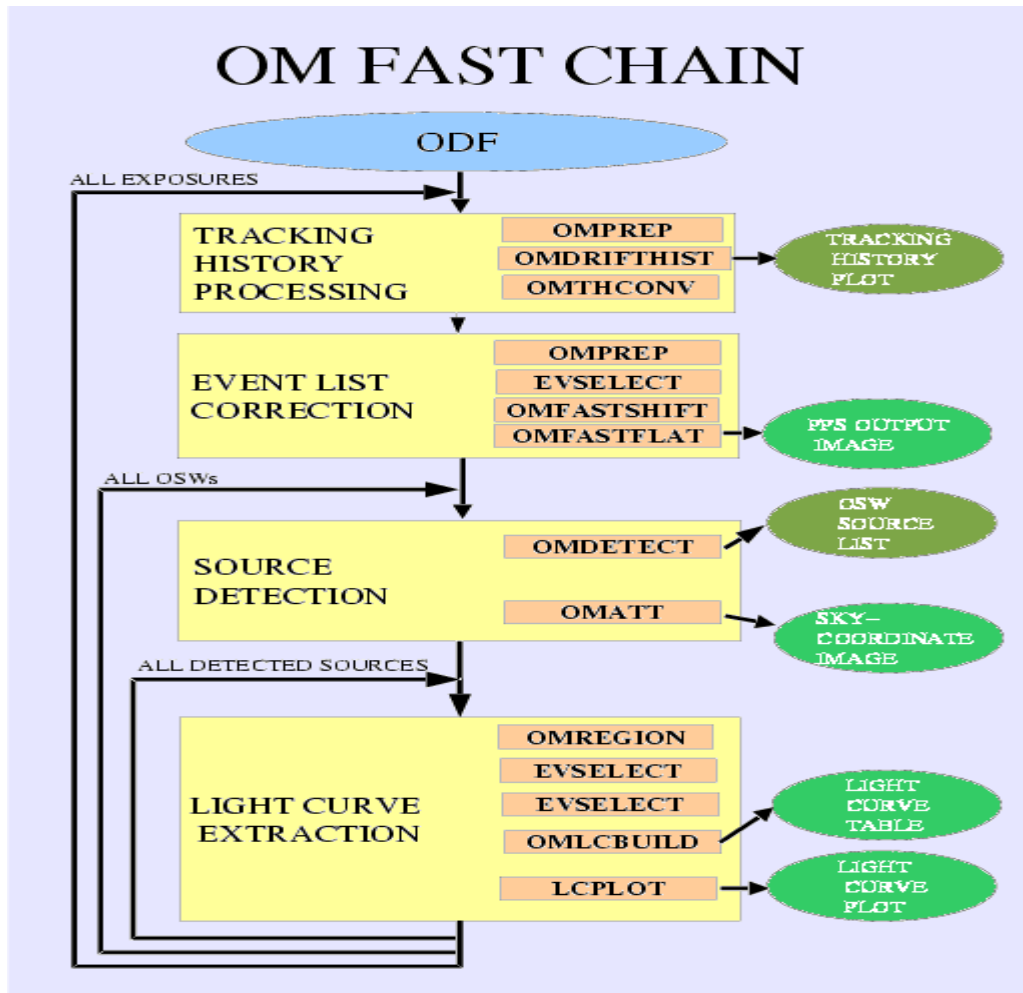 OM FAST CHAIN
ODF
ALL EXPOSURES
TRACKING
HISTORY
PROCESSING
OMPREP
OMDRIFTHIST
OMTHCONV
TRACKING
HISTORY
PLOT
EVENT LIST
CORRECTION
OMPREP
EVSELECT
OMFASTSHIFT
OMFASTFLAT
PPS OUTPUT
IMAGE
ALL OSWs
SOURCE
DETECTION
OMDETECT
OMATT
OSW
SOURCE
LIST
SKY-
COORDINATE
IMAGE
ALL DETECTED SOURCES
LIGHT CURVE
EXTRACTION
OMREGION
EVSELECT
EVSELECT
OMLCBUILD
LCPLOT
LIGHT
CURVE
TABLE
LIGHT
CURVE
PLOT